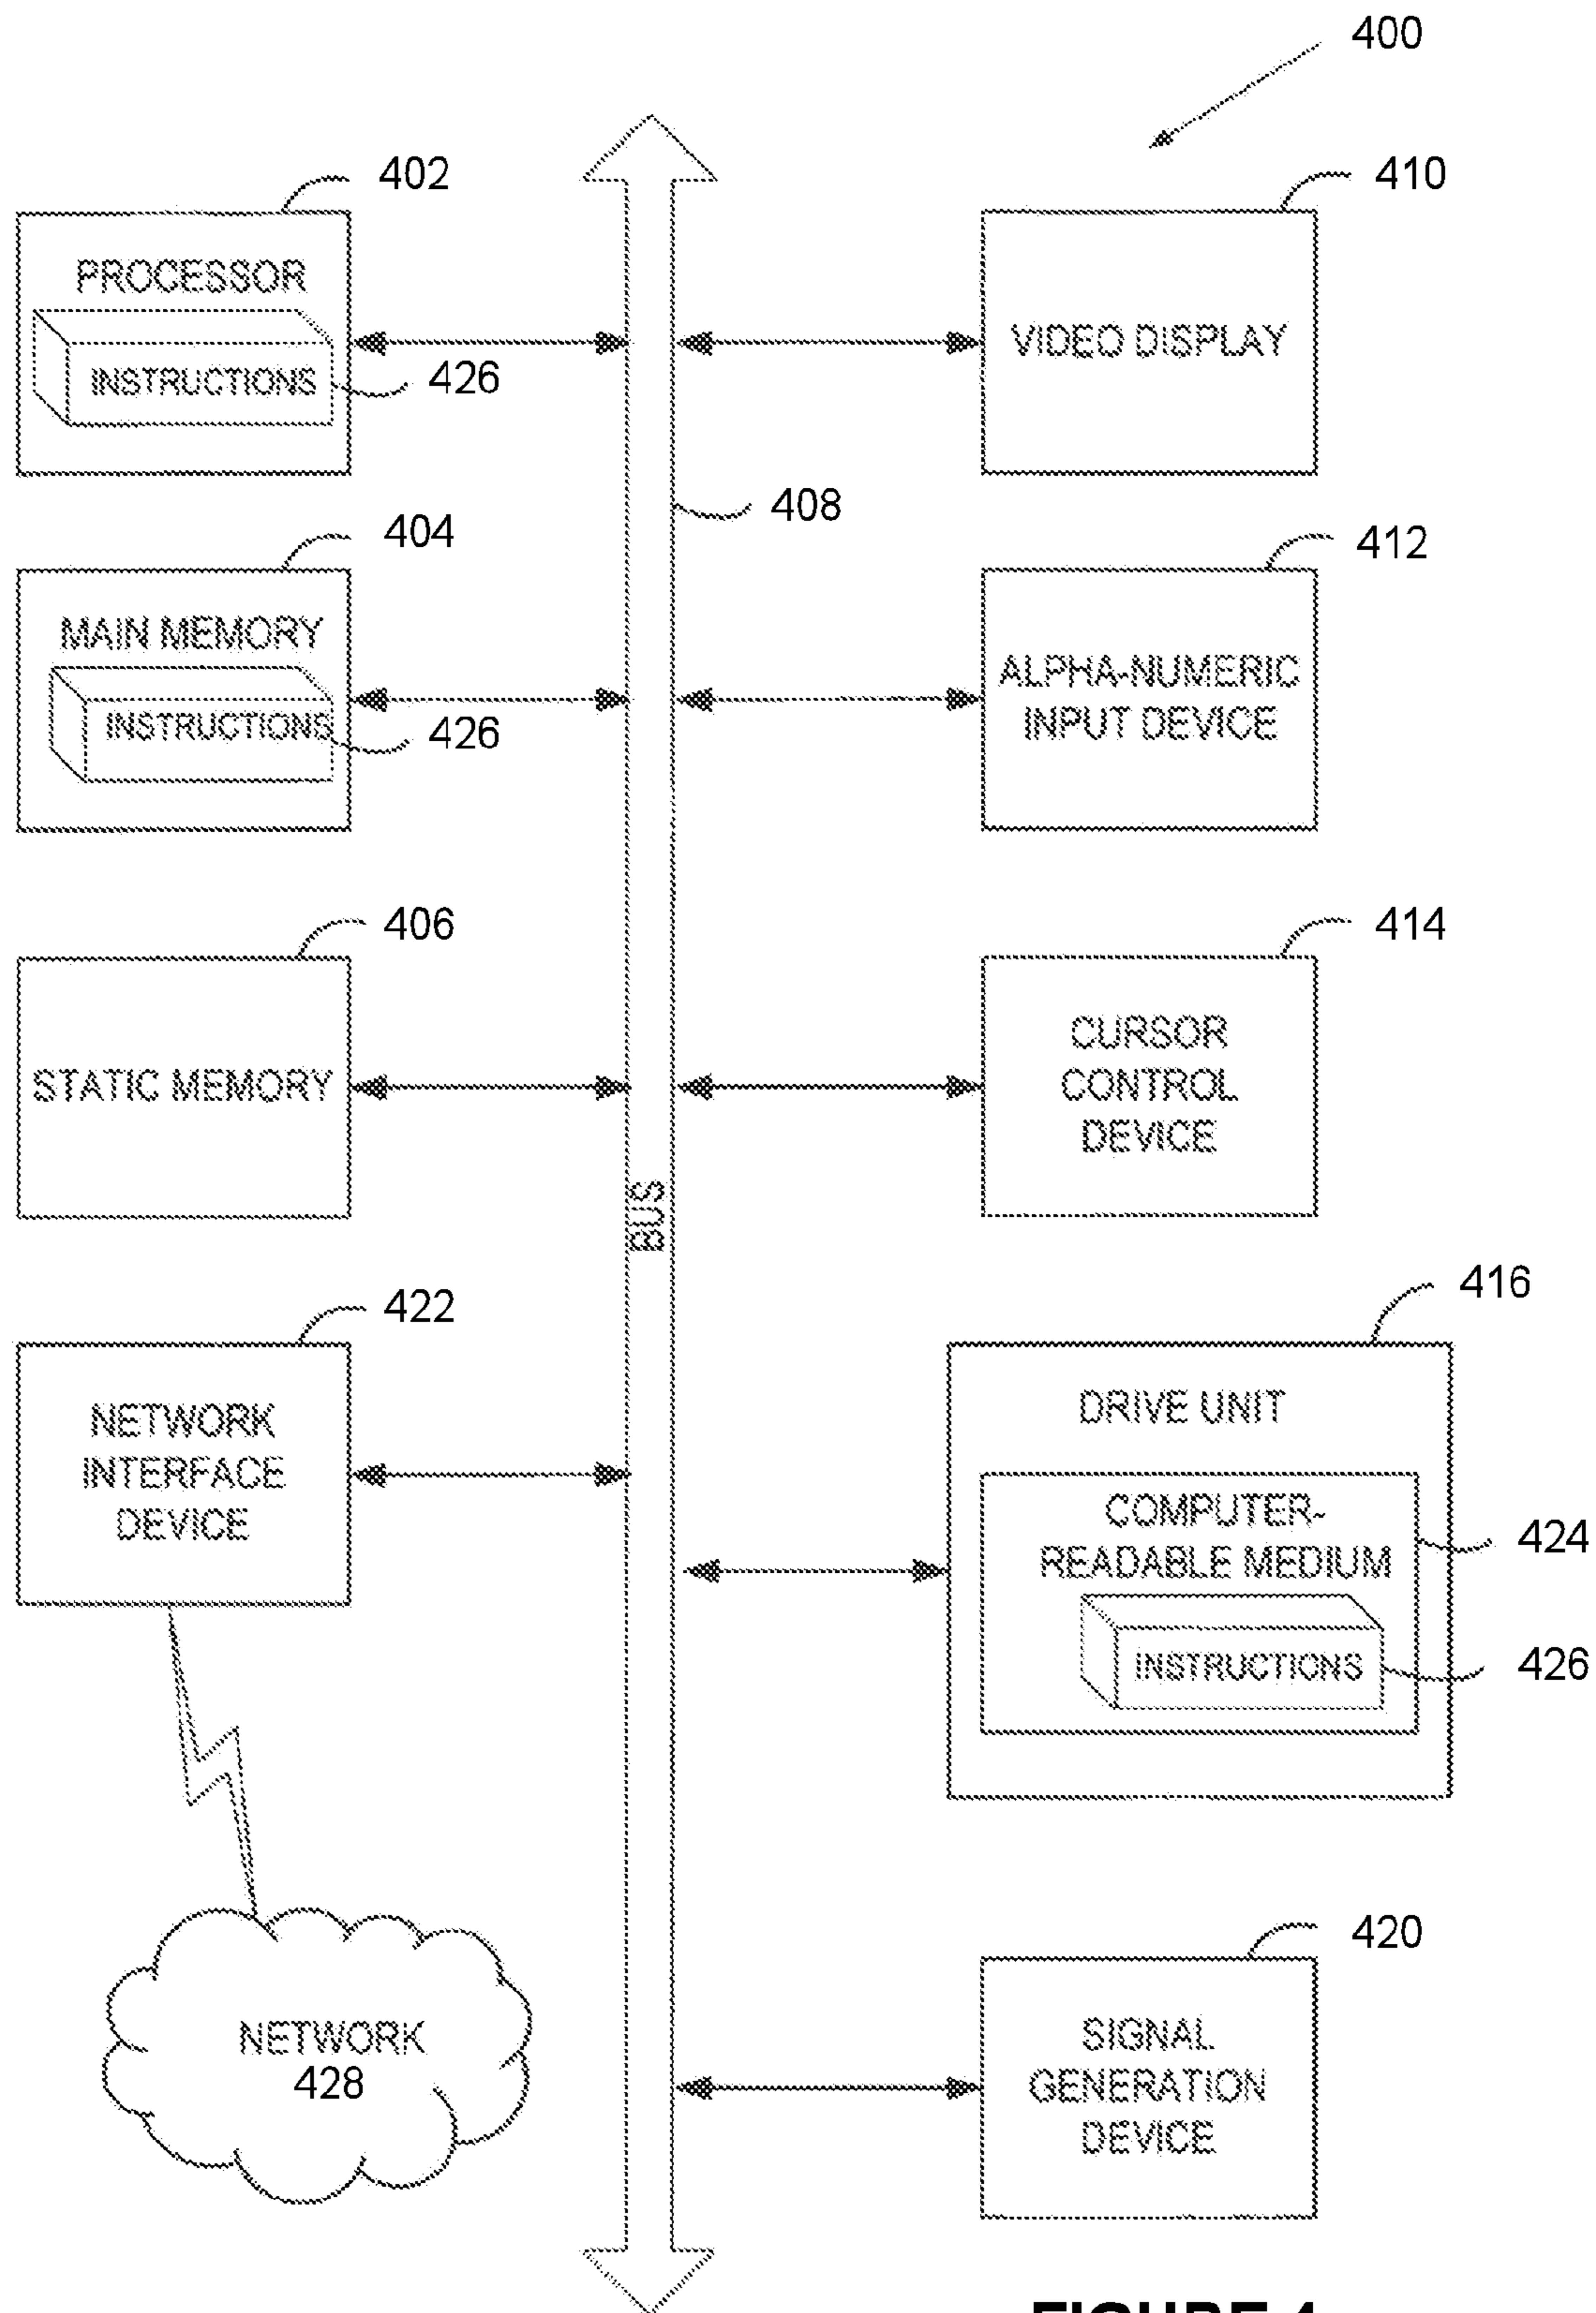 400
402
PROCESSOR
INSTRUCTIONS
426
410
VIDEO DISPLAY
408
404
MAIN MEMORY
INSTRUCTIONS
426
412
ALPHA-NUMERIC
INPUT DEVICE
406
STATIC MEMORY
414
CURSOR
CONTROL
DEVICE
BUS
422
NETWORK
INTERFACE
DEVICE
416
DRIVE UNIT
COMPUTER-
READABLE MEDIUM
424
INSTRUCTIONS
426
NETWORK
428
420
SIGNAL
GENERATION
DEVICE